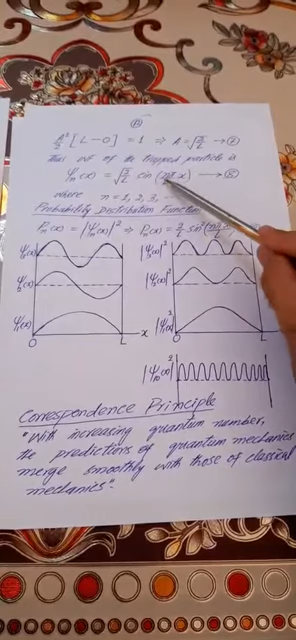 A²/2 [L-0] = 1 ⇒ A = √2/L → ⑦
Thus wf of the trapped particle is
Ψn(x) = √2/L sin (nπ/L x) → ⑧
where n = 1, 2, 3, -
Probability Distribution Function
Pn(x) = |Ψn(x)|² ⇒ Pn(x) = 2/L sin² (nπ
Ψ3(x) |Ψ3(x)|²
Ψ2(x) |Ψ2(x)|²
Ψ1(x) |Ψ1(x)|²
0 L x 0 L
|Ψn(x)|²
Correspondence Principle
"With increasing quantum number,
the predictions of quantum mechanics
merge smoothly with those of classical
mechanics".